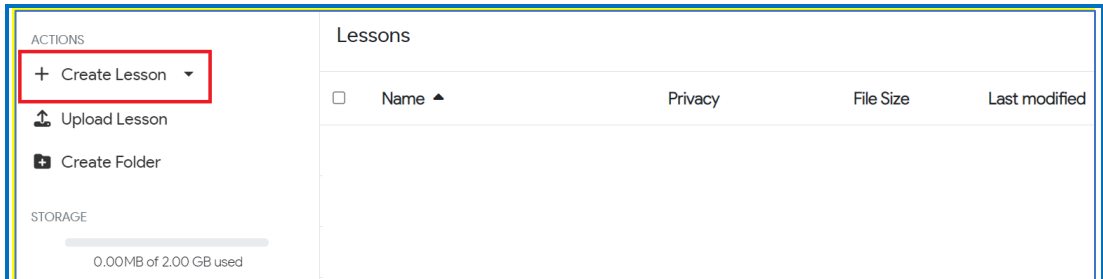 ACTIONS
Create Lesson
Upload Lesson
Create Folder
STORAGE
0.00MB of 2.00 GB used
Lessons
Name Privacy File Size Last modified